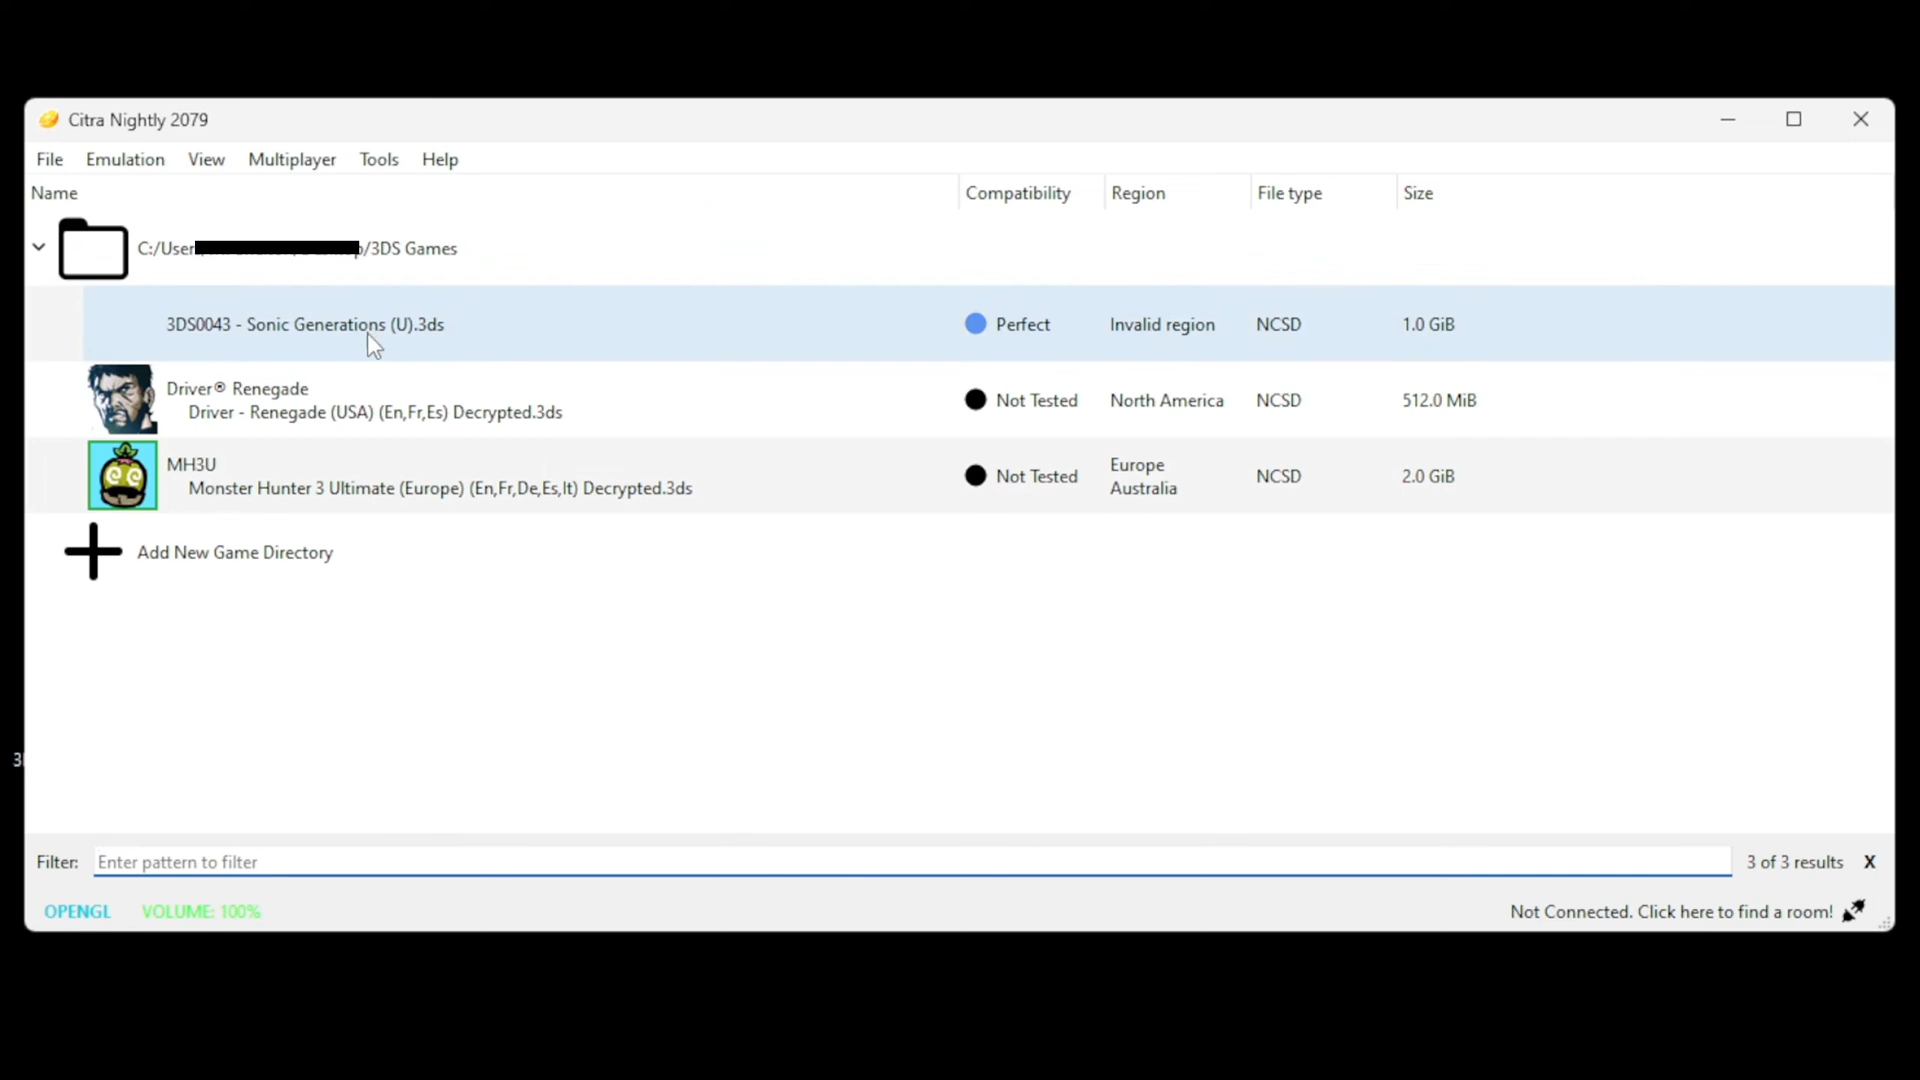 Citra Nightly 2079
File Emulation View Multiplayer Tools Help
Name Compatibility Region File type Size
C:/User /3DS Games
3DS0043 - Sonic Generations (U).3ds Perfect Invalid region NCSD 1.0 GiB
Driver® Renegade
Driver - Renegade (USA) (En,Fr,Es) Decrypted.3ds Not Tested North America NCSD 512.0 MiB
MH3U Europe
Monster Hunter 3 Ultimate (Europe) (En,Fr,De,Es,It) Decrypted.3ds Not Tested Australia NCSD 2.0 GiB
Add New Game Directory
Filter: Enter pattern to filter 3 of 3 results X
OPENGL VOLUME: 100% Not Connected. Click here to find a room!